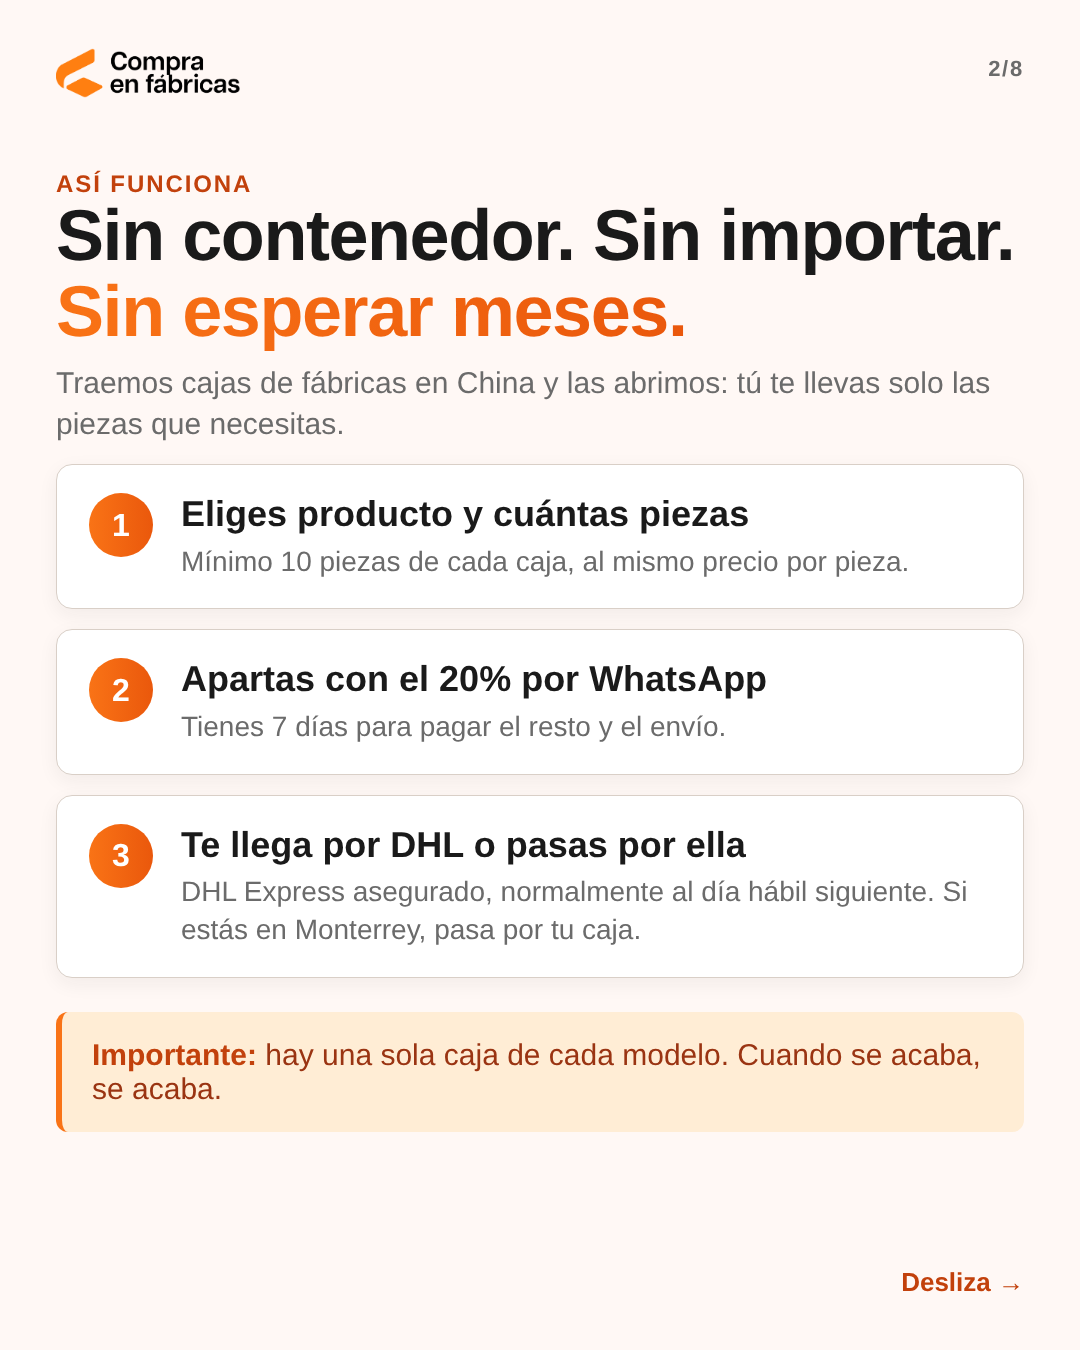 Compra
en fábricas
2/8
ASÍ FUNCIONA
Sin contenedor. Sin importar.
Sin esperar meses.
Traemos cajas de fábricas en China y las abrimos: tú te llevas solo las
piezas que necesitas.
1
Eliges producto y cuántas piezas
Mínimo 10 piezas de cada caja, al mismo precio por pieza.
2
Apartas con el 20% por WhatsApp
Tienes 7 días para pagar el resto y el envío.
3
Te llega por DHL o pasas por ella
DHL Express asegurado, normalmente al día hábil siguiente. Si
estás en Monterrey, pasa por tu caja.
Importante: hay una sola caja de cada modelo. Cuando se acaba,
se acaba.
Desliza →